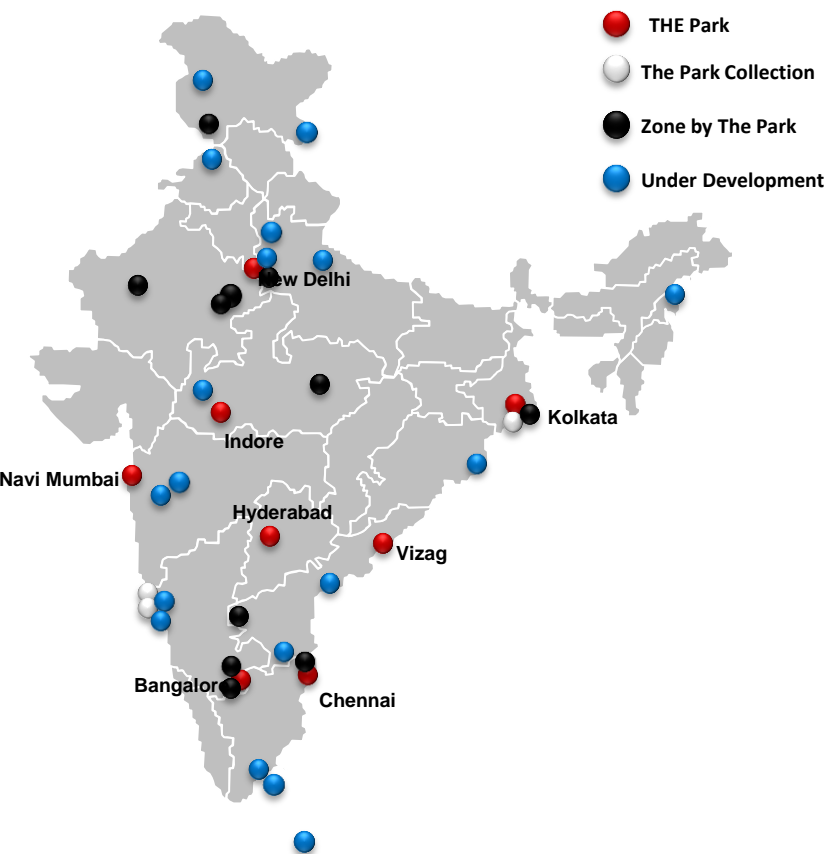 THE Park
The Park Collection
Zone by The Park
Under Development
New Delhi
Kolkata
Indore
Navi Mumbai
Hyderabad
Vizag
Bangalore
Chennai